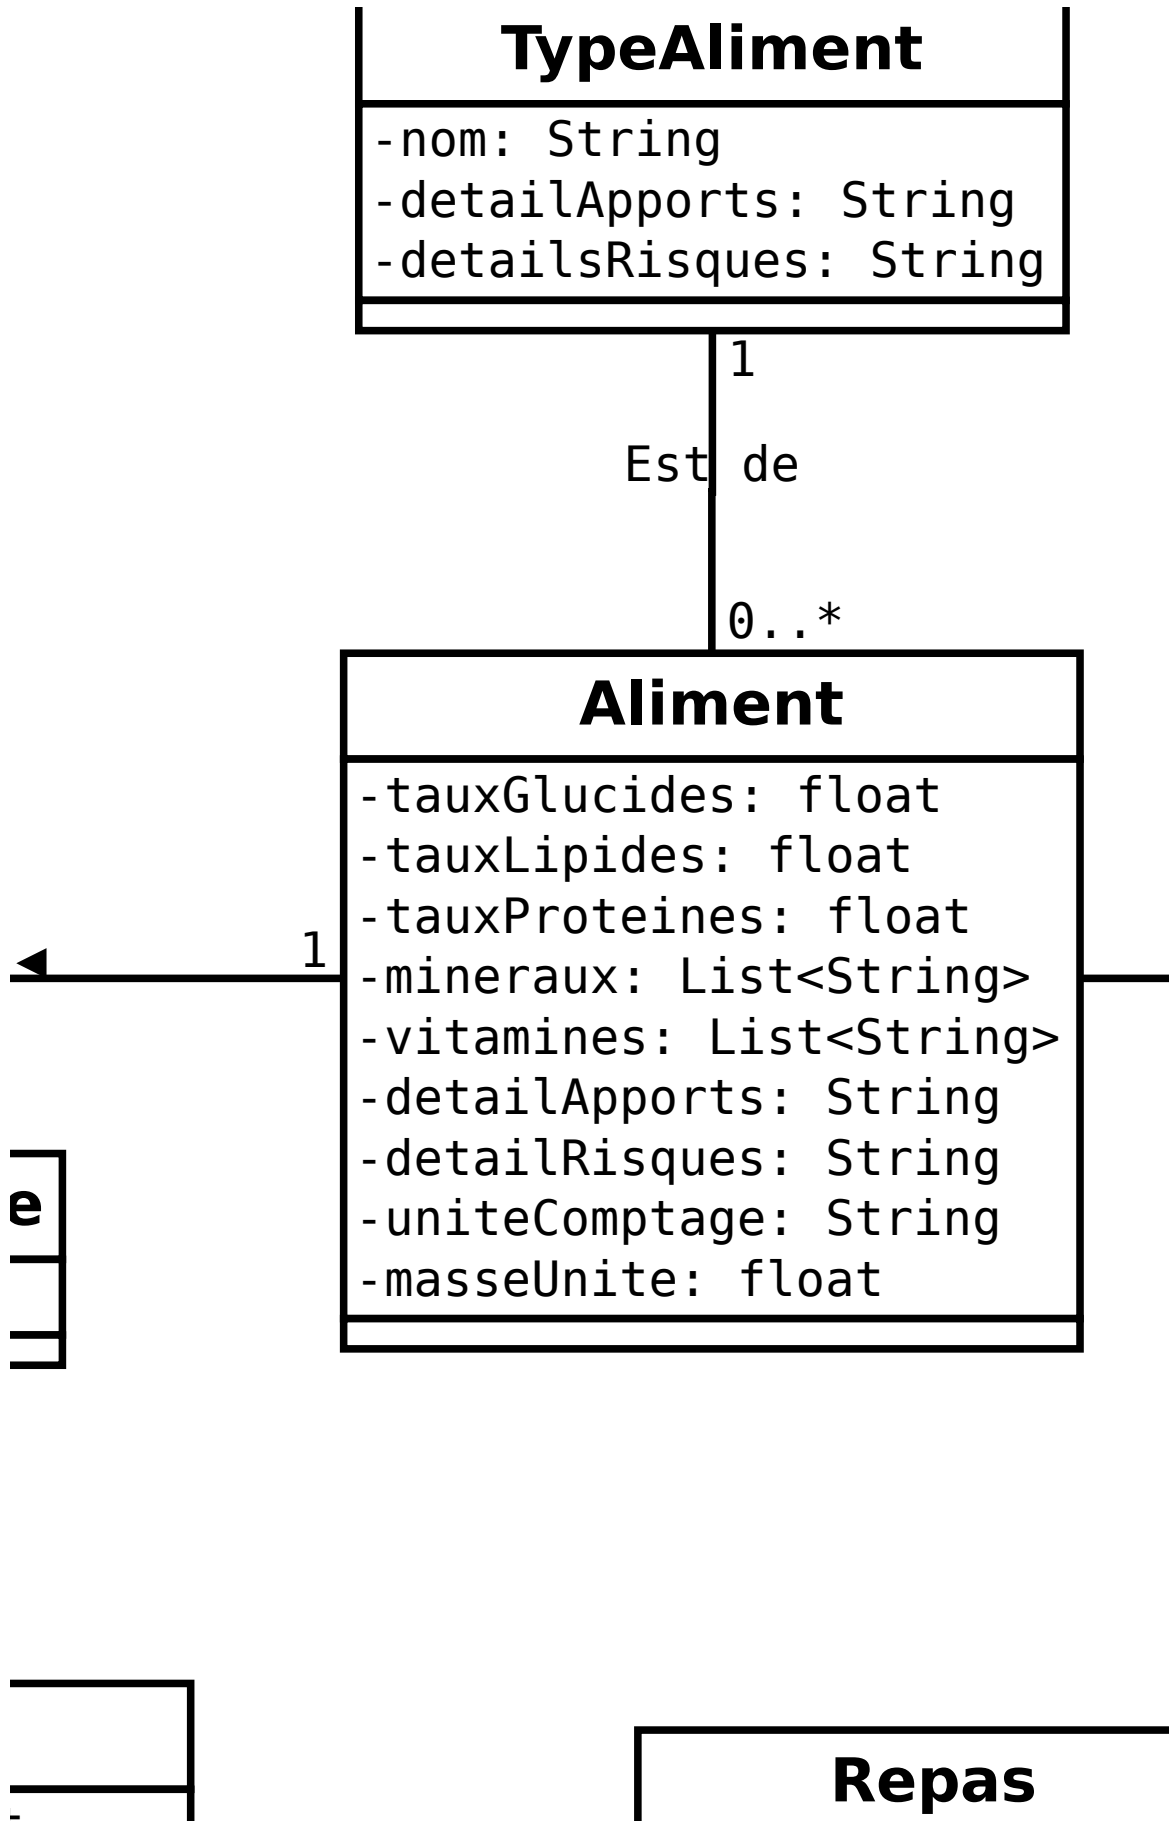 TypeAliment
-nom: String
-detailApports: String
-detailsRisques: String
1
Est de
0..*
Aliment
-tauxGlucides: float
-tauxLipides: float
-tauxProteines: float
1
-mineraux: List<String>
-vitamines: List<String>
-detailApports: String
-detailRisques: String
e
-uniteComptage: String
-masseUnite: float
Repas